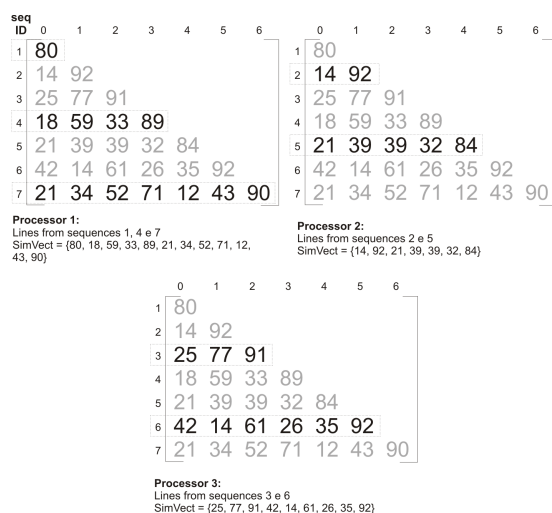 seq
ID 0 1 2 3 4 5 6
1 80
2 14 92
3 25 77 91
4 18 59 33 89
5 21 39 39 32 84
6 42 14 61 26 35 92
7 21 34 52 71 12 43 90
Processor 1:
Lines from sequences 1, 4 e 7
SimVect = {80, 18, 59, 33, 89, 21, 34, 52, 71, 12,
43, 90}
0 1 2 3 4 5 6
1 80
2 14 92
3 25 77 91
4 18 59 33 89
5 21 39 39 32 84
6 42 14 61 26 35 92
7 21 34 52 71 12 43 90
Processor 2:
Lines from sequences 2 e 5
SimVect = {14, 92, 21, 39, 39, 32, 84}
0 1 2 3 4 5 6
1 80
2 14 92
3 25 77 91
4 18 59 33 89
5 21 39 39 32 84
6 42 14 61 26 35 92
7 21 34 52 71 12 43 90
Processor 3:
Lines from sequences 3 e 6
SimVect = {25, 77, 91, 42, 14, 61, 26, 35, 92}